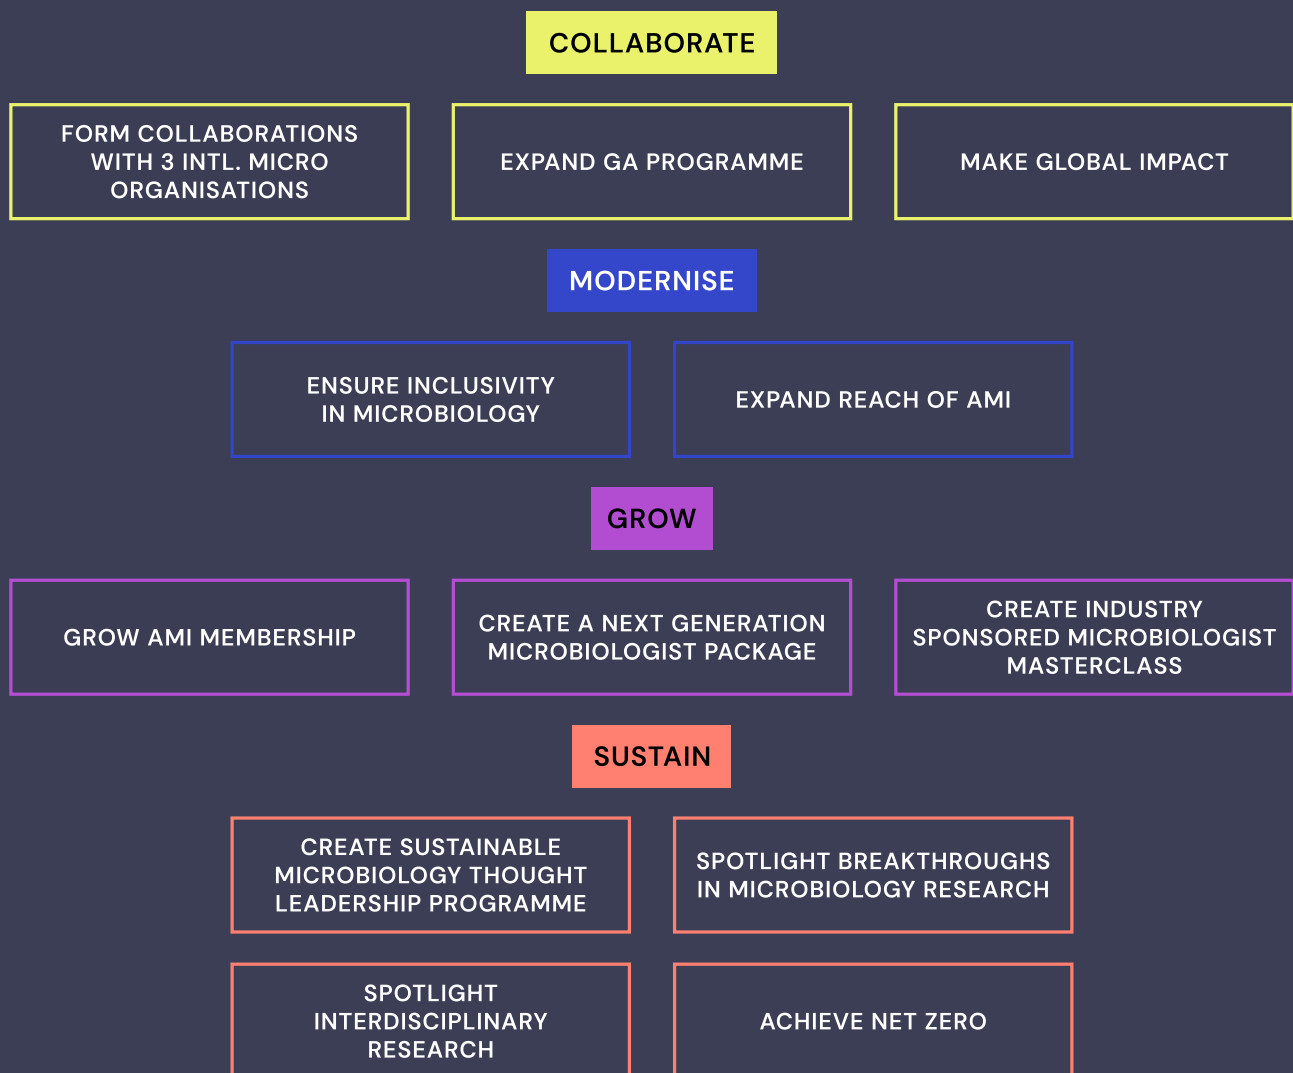 COLLABORATE
FORM COLLABORATIONS
WITH 3 INTL. MICRO
ORGANISATIONS
EXPAND GA PROGRAMME
MAKE GLOBAL IMPACT
MODERNISE
ENSURE INCLUSIVITY
IN MICROBIOLOGY
EXPAND REACH OF AMI
GROW
GROW AMI MEMBERSHIP
CREATE A NEXT GENERATION
MICROBIOLOGIST PACKAGE
CREATE INDUSTRY
SPONSORED MICROBIOLOGIST
MASTERCLASS
SUSTAIN
CREATE SUSTAINABLE
MICROBIOLOGY THOUGHT
LEADERSHIP PROGRAMME
SPOTLIGHT BREAKTHROUGHS
IN MICROBIOLOGY RESEARCH
SPOTLIGHT
INTERDISCIPLINARY
RESEARCH
ACHIEVE NET ZERO